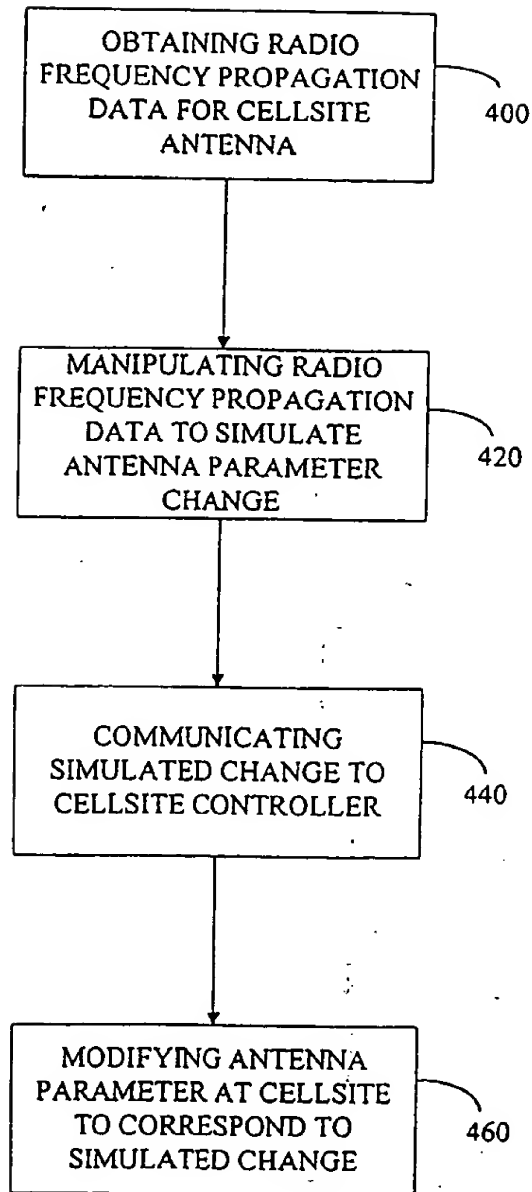 OBTAINING RADIO
FREQUENCY PROPAGATION
DATA FOR CELLSITE
ANTENNA
400
MANIPULATING RADIO
FREQUENCY PROPAGATION
DATA TO SIMULATE
ANTENNA PARAMETER
CHANGE
420
COMMUNICATING
SIMULATED CHANGE TO
CELLSITE CONTROLLER
440
MODIFYING ANTENNA
PARAMETER AT CELLSITE
TO CORRESPOND TO
SIMULATED CHANGE
460